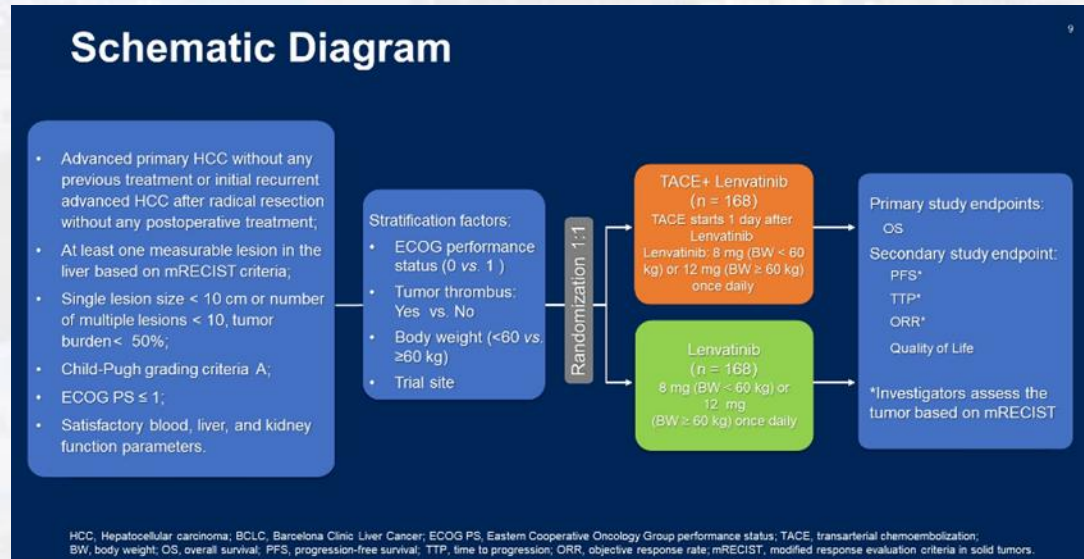 9
Schematic Diagram
• Advanced primary HCC without any
previous treatment or initial recurrent
advanced HCC after radical resection
without any postoperative treatment;
• At least one measurable lesion in the
liver based on mRECIST criteria;
• Single lesion size < 10 cm or number
of multiple lesions < 10, tumor
burden< 50%;
• Child-Pugh grading criteria A;
• ECOG PS ≤ 1;
• Satisfactory blood, liver, and kidney
function parameters.
Stratification factors:
• ECOG performance
status (0 vs. 1 )
• Tumor thrombus:
Yes vs. No
• Body weight (<60 vs.
≥60 kg)
• Trial site
Randomization 1:1
TACE+ Lenvatinib
(n = 168)
TACE starts 1 day after
Lenvatinib
Lenvatinib: 8 mg (BW < 60
kg) or 12 mg (BW ≥ 60 kg)
once daily
Lenvatinib
(n = 168)
8 mg (BW < 60 kg) or
12 mg
(BW ≥ 60 kg) once daily
Primary study endpoints:
OS
Secondary study endpoint:
PFS*
TTP*
ORR*
Quality of Life
*Investigators assess the
tumor based on mRECIST
HCC, Hepatocellular carcinoma; BCLC, Barcelona Clinic Liver Cancer; ECOG PS, Eastern Cooperative Oncology Group performance status; TACE, transarterial chemoembolization;
BW, body weight; OS, overall survival; PFS, progression-free survival; TTP, time to progression; ORR, objective response rate; mRECIST, modified response evaluation criteria in solid tumors.